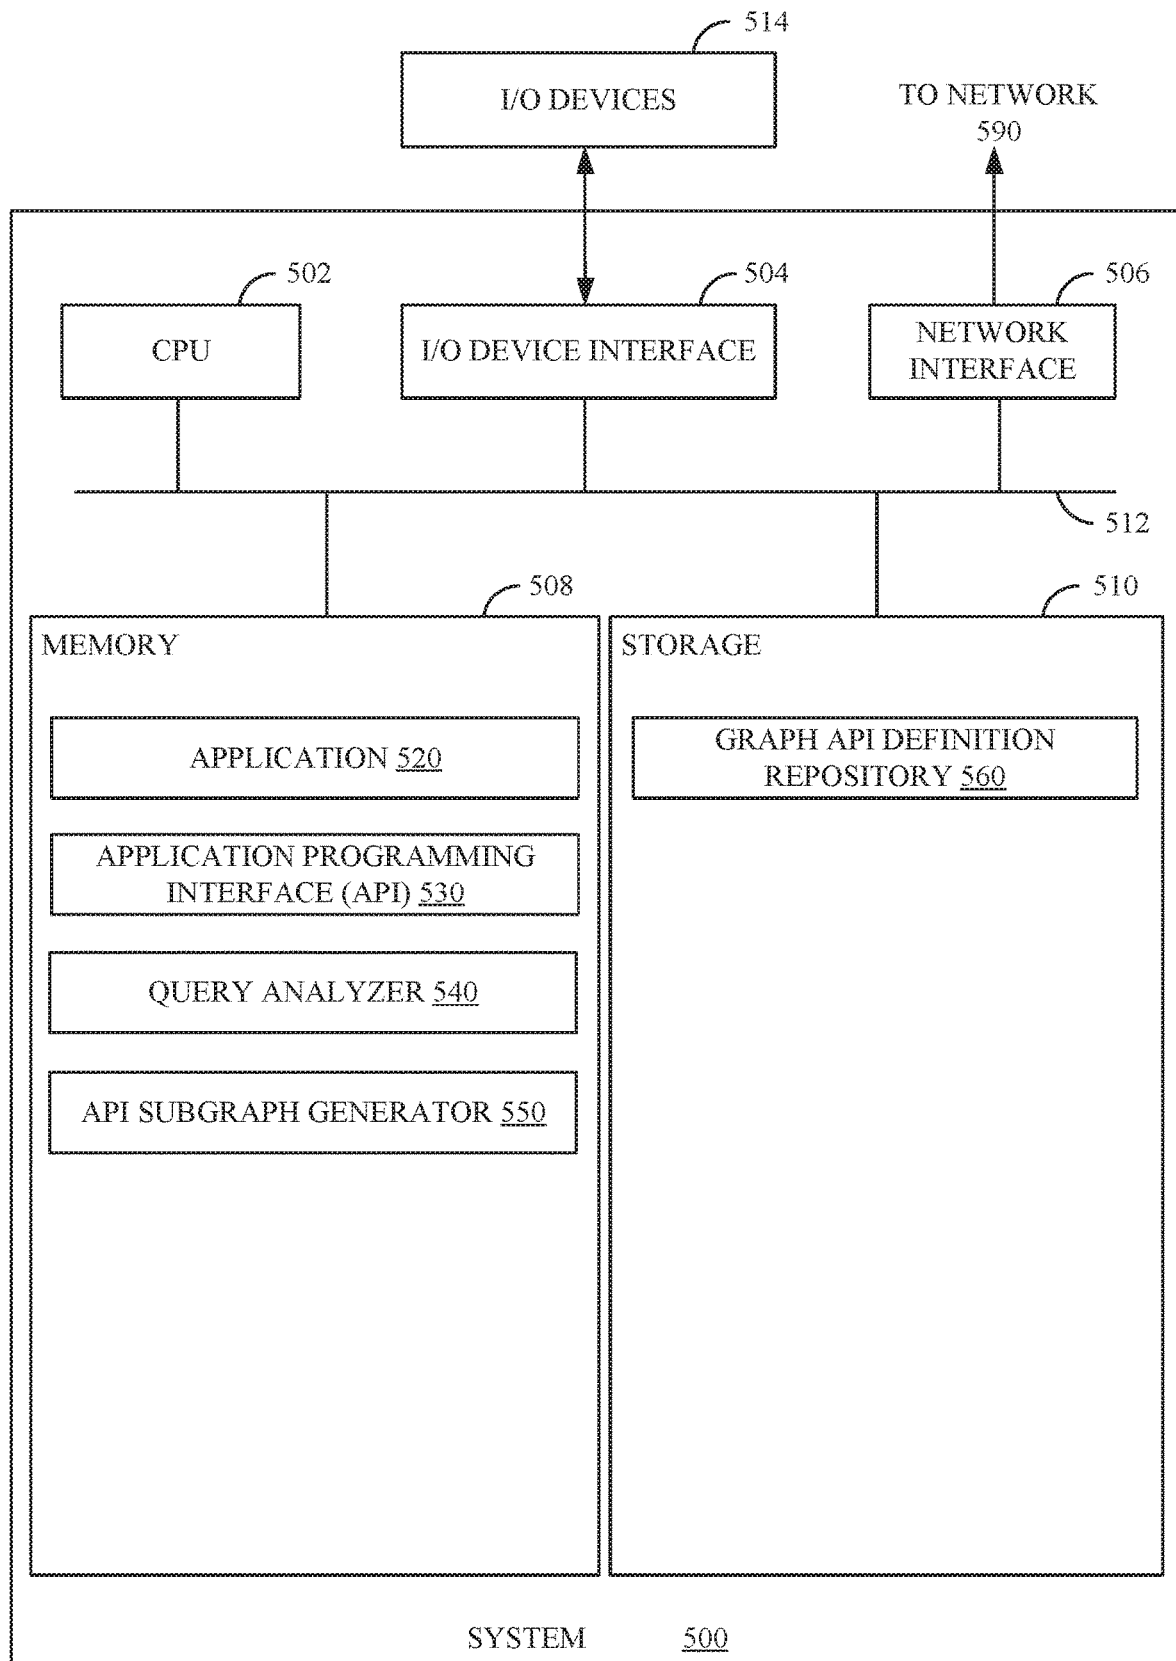 514
I/O DEVICES
TO NETWORK
590
502
504
506
CPU
I/O DEVICE INTERFACE
NETWORK
INTERFACE
512
508
510
MEMORY
STORAGE
APPLICATION 520
GRAPH API DEFINITION
REPOSITORY 560
APPLICATION PROGRAMMING
INTERFACE (API) 530
QUERY ANALYZER 540
API SUBGRAPH GENERATOR 550
SYSTEM 500